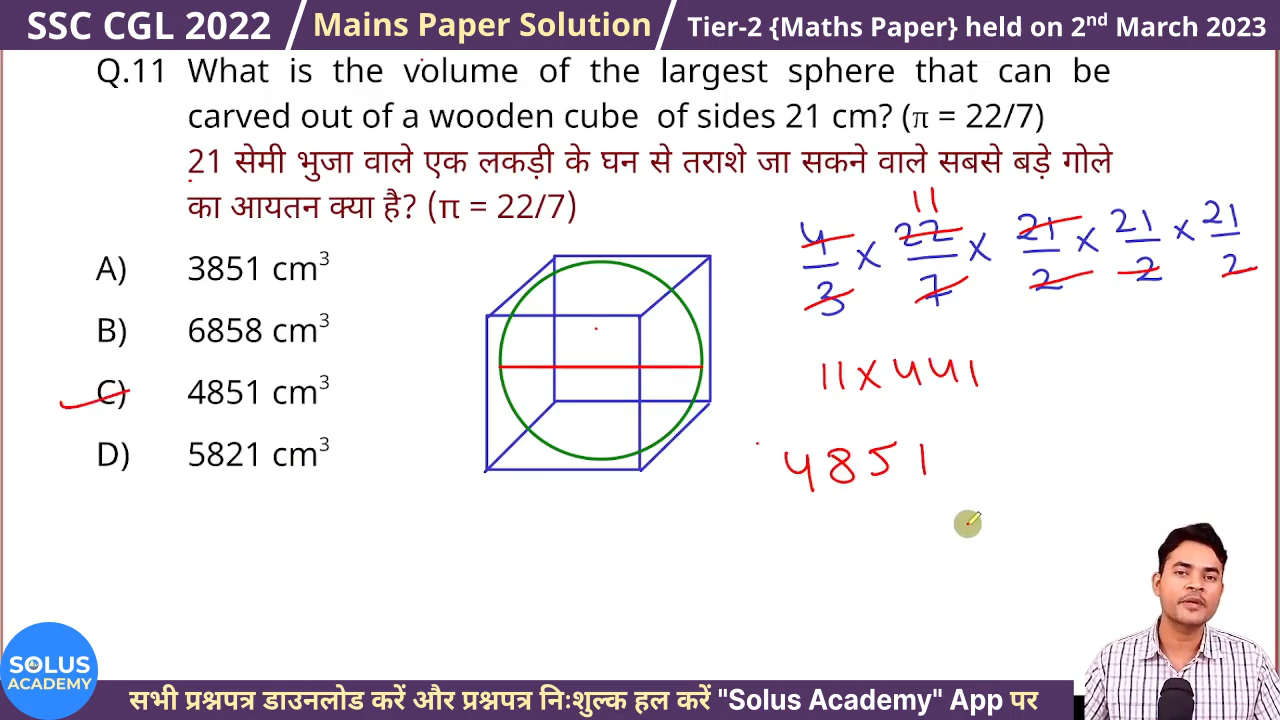 SSC CGL 2022 / Mains Paper Solution / Tier-2 {Maths Paper} held on 2nd March 2023
Q.11 What is the volume of the largest sphere that can be
carved out of a wooden cube of sides 21 cm? (π = 22/7)
21 सेमी भुजा वाले एक लकड़ी के घन से तराशे जा सकने वाले सबसे बड़े गोले
का आयतन क्या है? (π = 22/7)
A) 3851 cm³
B) 6858 cm³
C) 4851 cm³
D) 5821 cm³
11
4/3 × 22/7 × 21/2 × 21/2 × 21/2
11 × 441
4851
SOLUS
ACADEMY
सभी प्रश्नपत्र डाउनलोड करें और प्रश्नपत्र निःशुल्क हल करें "Solus Academy" App पर